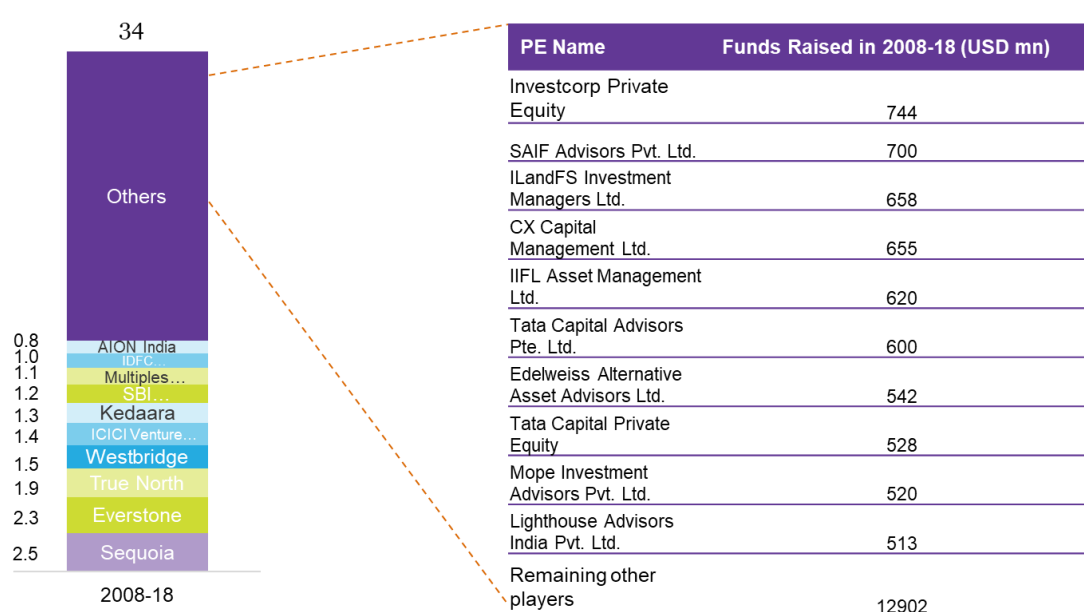 34
Others
0.8
AION India
1.0
IDFC...
1.1
Multiples...
1.2
SBI...
1.3
Kedaara
1.4
ICICI Venture...
1.5
Westbridge
1.9
True North
2.3
Everstone
2.5
Sequoia
2008-18
PE Name Funds Raised in 2008-18 (USD mn)
Investcorp Private
Equity 744
SAIF Advisors Pvt. Ltd. 700
ILandFS Investment
Managers Ltd. 658
CX Capital
Management Ltd. 655
IIFL Asset Management
Ltd. 620
Tata Capital Advisors
Pte. Ltd. 600
Edelweiss Alternative
Asset Advisors Ltd. 542
Tata Capital Private
Equity 528
Mope Investment
Advisors Pvt. Ltd. 520
Lighthouse Advisors
India Pvt. Ltd. 513
Remaining other
players 12902